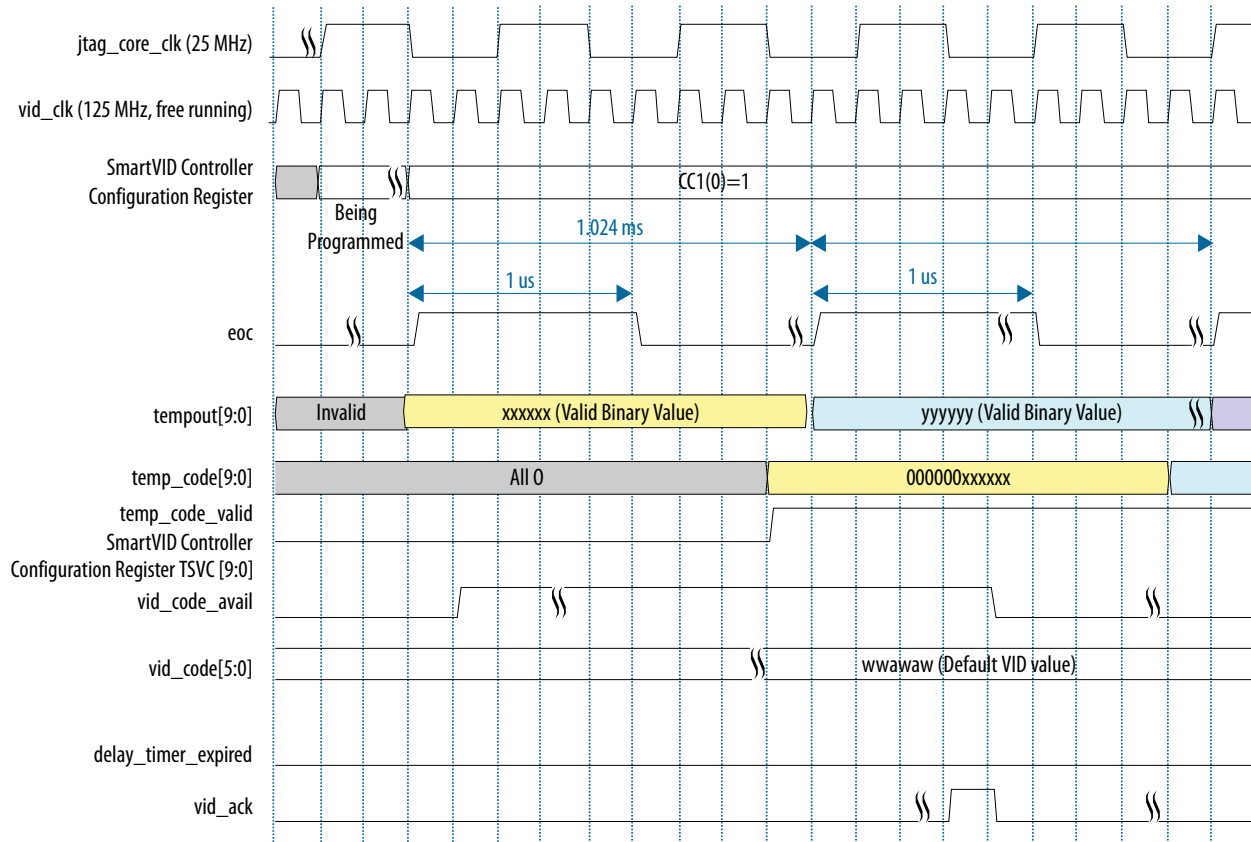 jtag_core_clk (25 MHz)
vid_clk (125 MHz, free running)
SmartVID Controller
Configuration Register
CC1(0)=1
Being
Programmed
1.024 ms
1 us
1 us
eoc
tempout[9:0]
Invalid
xxxxxx (Valid Binary Value)
yyyyyy (Valid Binary Value)
temp_code[9:0]
All 0
000000xxxxxx
temp_code_valid
SmartVID Controller
Configuration Register TSVC [9:0]
vid_code_avail
vid_code[5:0]
wwawaw (Default VID value)
delay_timer_expired
vid_ack